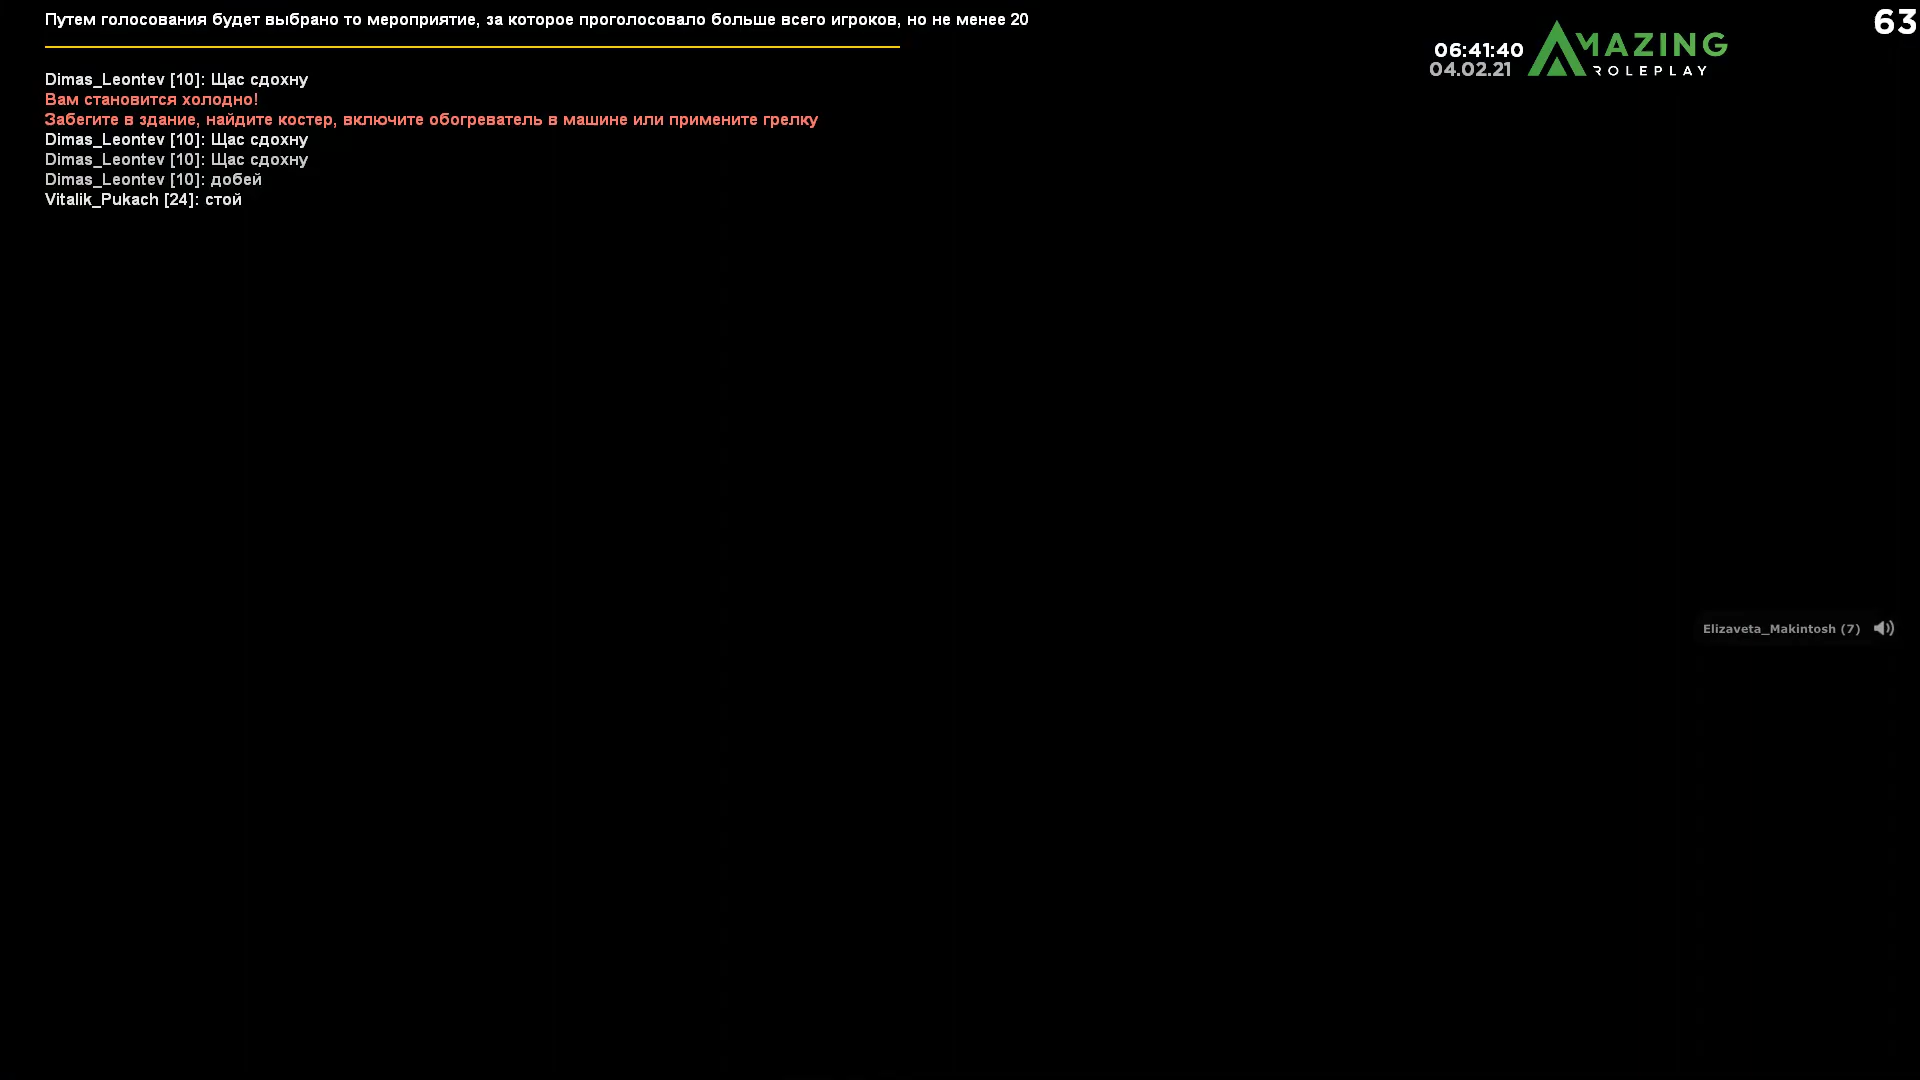 Путем голосования будет выбрано то мероприятие, за которое проголосовало больше всего игроков, но не менее 20
63
06:41:40
04.02.21
AMAZING
ROLEPLAY
Dimas_Leontev [10]: Щас сдохну
Вам становится холодно!
Забегите в здание, найдите костер, включите обогреватель в машине или примените грелку
Dimas_Leontev [10]: Щас сдохну
Dimas_Leontev [10]: Щас сдохну
Dimas_Leontev [10]: добей
Vitalik_Pukach [24]: стой
Elizaveta_Makintosh (7)